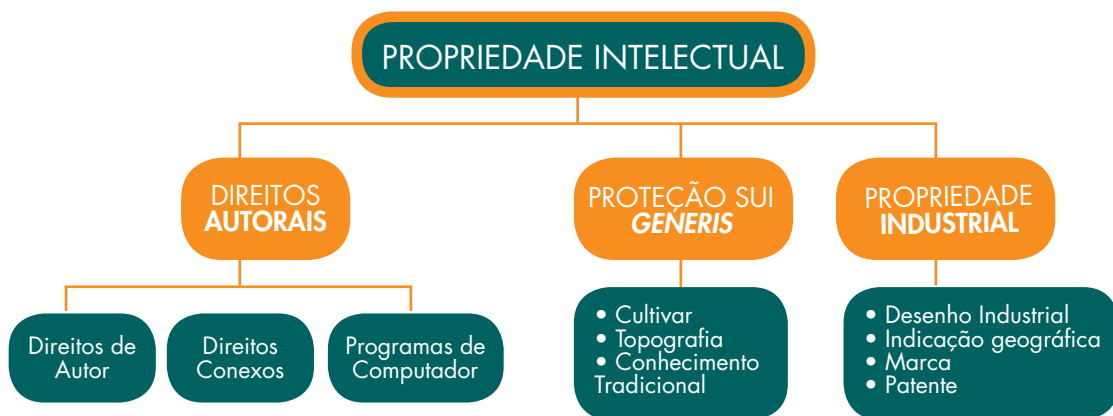 PROPRIEDADE INTELECTUAL
DIREITOS
AUTORAIS
PROTEÇÃO SUI
GENERIS
PROPRIEDADE
INDUSTRIAL
Direitos de
Autor
Direitos
Conexos
Programas de
Computador
• Cultivar
• Topografia
• Conhecimento
Tradicional
• Desenho Industrial
• Indicação geográfica
• Marca
• Patente